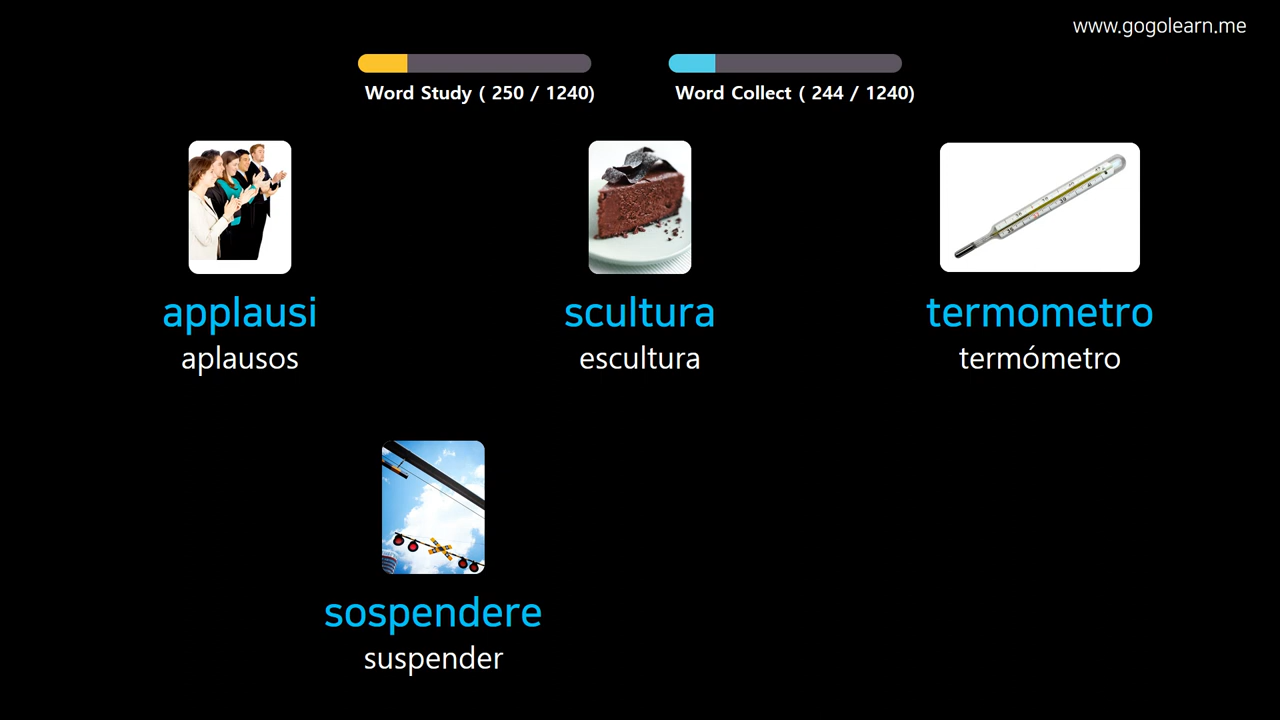 www.gogolearn.me
Word Study ( 250 / 1240)
Word Collect ( 244 / 1240)
applausi
aplausos
scultura
escultura
termometro
termómetro
sospendere
suspender